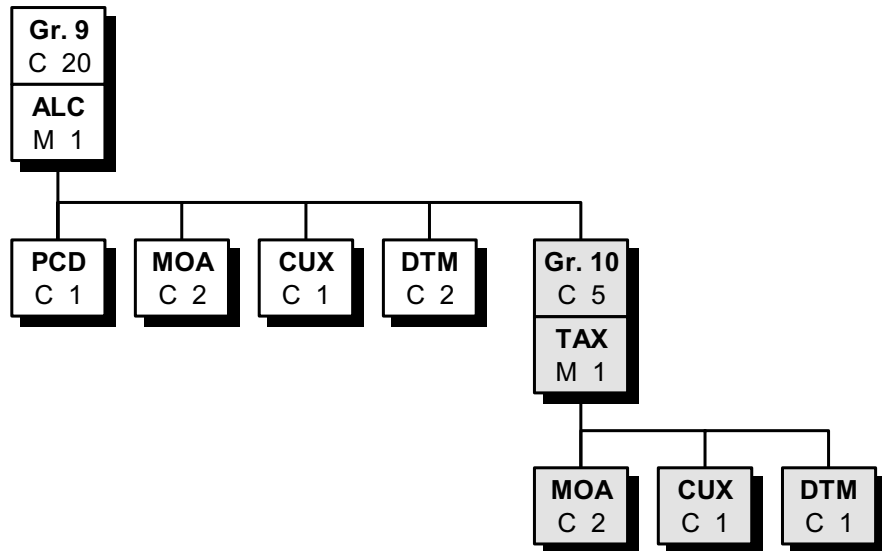 Gr. 9
C 20
ALC
M 1
PCD
C 1
MOA
C 2
CUX
C 1
DTM
C 2
Gr. 10
C 5
TAX
M 1
MOA
C 2
CUX
C 1
DTM
C 1